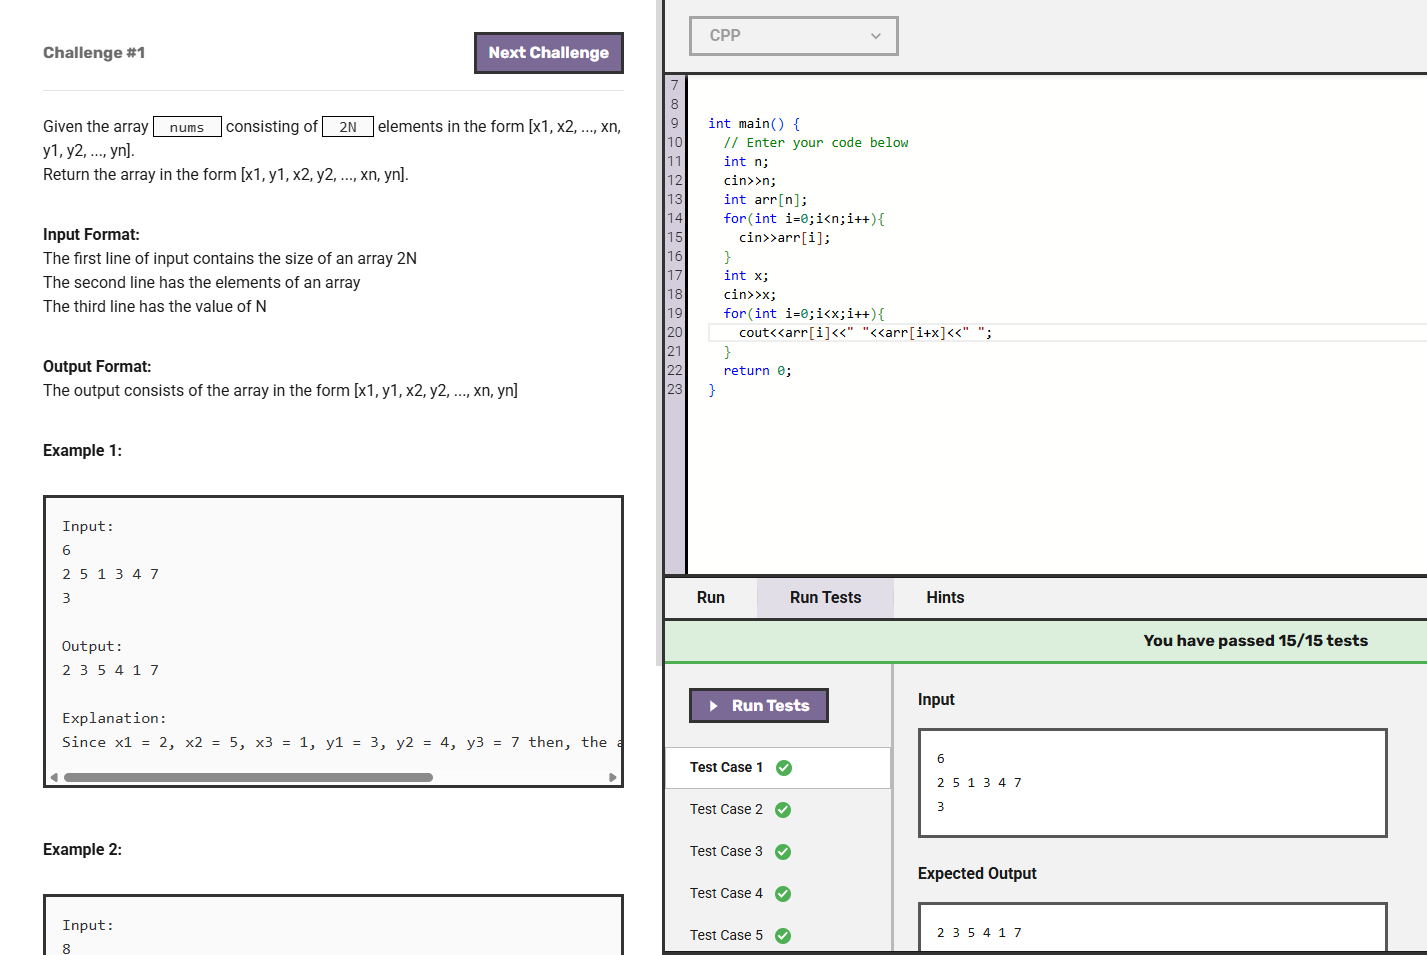 Challenge #1
Next Challenge
Given the array nums consisting of 2N elements in the form [x1, x2, ..., xn,
y1, y2, ..., yn].
Return the array in the form [x1, y1, x2, y2, ..., xn, yn].
Input Format:
The first line of input contains the size of an array 2N
The second line has the elements of an array
The third line has the value of N
Output Format:
The output consists of the array in the form [x1, y1, x2, y2, ..., xn, yn]
Example 1:
Input:
6
2 5 1 3 4 7
3
Output:
2 3 5 4 1 7
Explanation:
Since x1 = 2, x2 = 5, x3 = 1, y1 = 3, y2 = 4, y3 = 7 then, the a
Example 2:
Input:
8
CPP
7
8
9 int main() {
10 // Enter your code below
11 int n;
12 cin>>n;
13 int arr[n];
14 for(int i=0;i<n;i++){
15 cin>>arr[i];
16 }
17 int x;
18 cin>>x;
19 for(int i=0;i<x;i++){
20 cout<<arr[i]<<" "<<arr[i+x]<<" ";
21 }
22 return 0;
23 }
Run Run Tests Hints
You have passed 15/15 tests
Run Tests
Test Case 1
Test Case 2
Test Case 3
Test Case 4
Test Case 5
Input
6
2 5 1 3 4 7
3
Expected Output
2 3 5 4 1 7